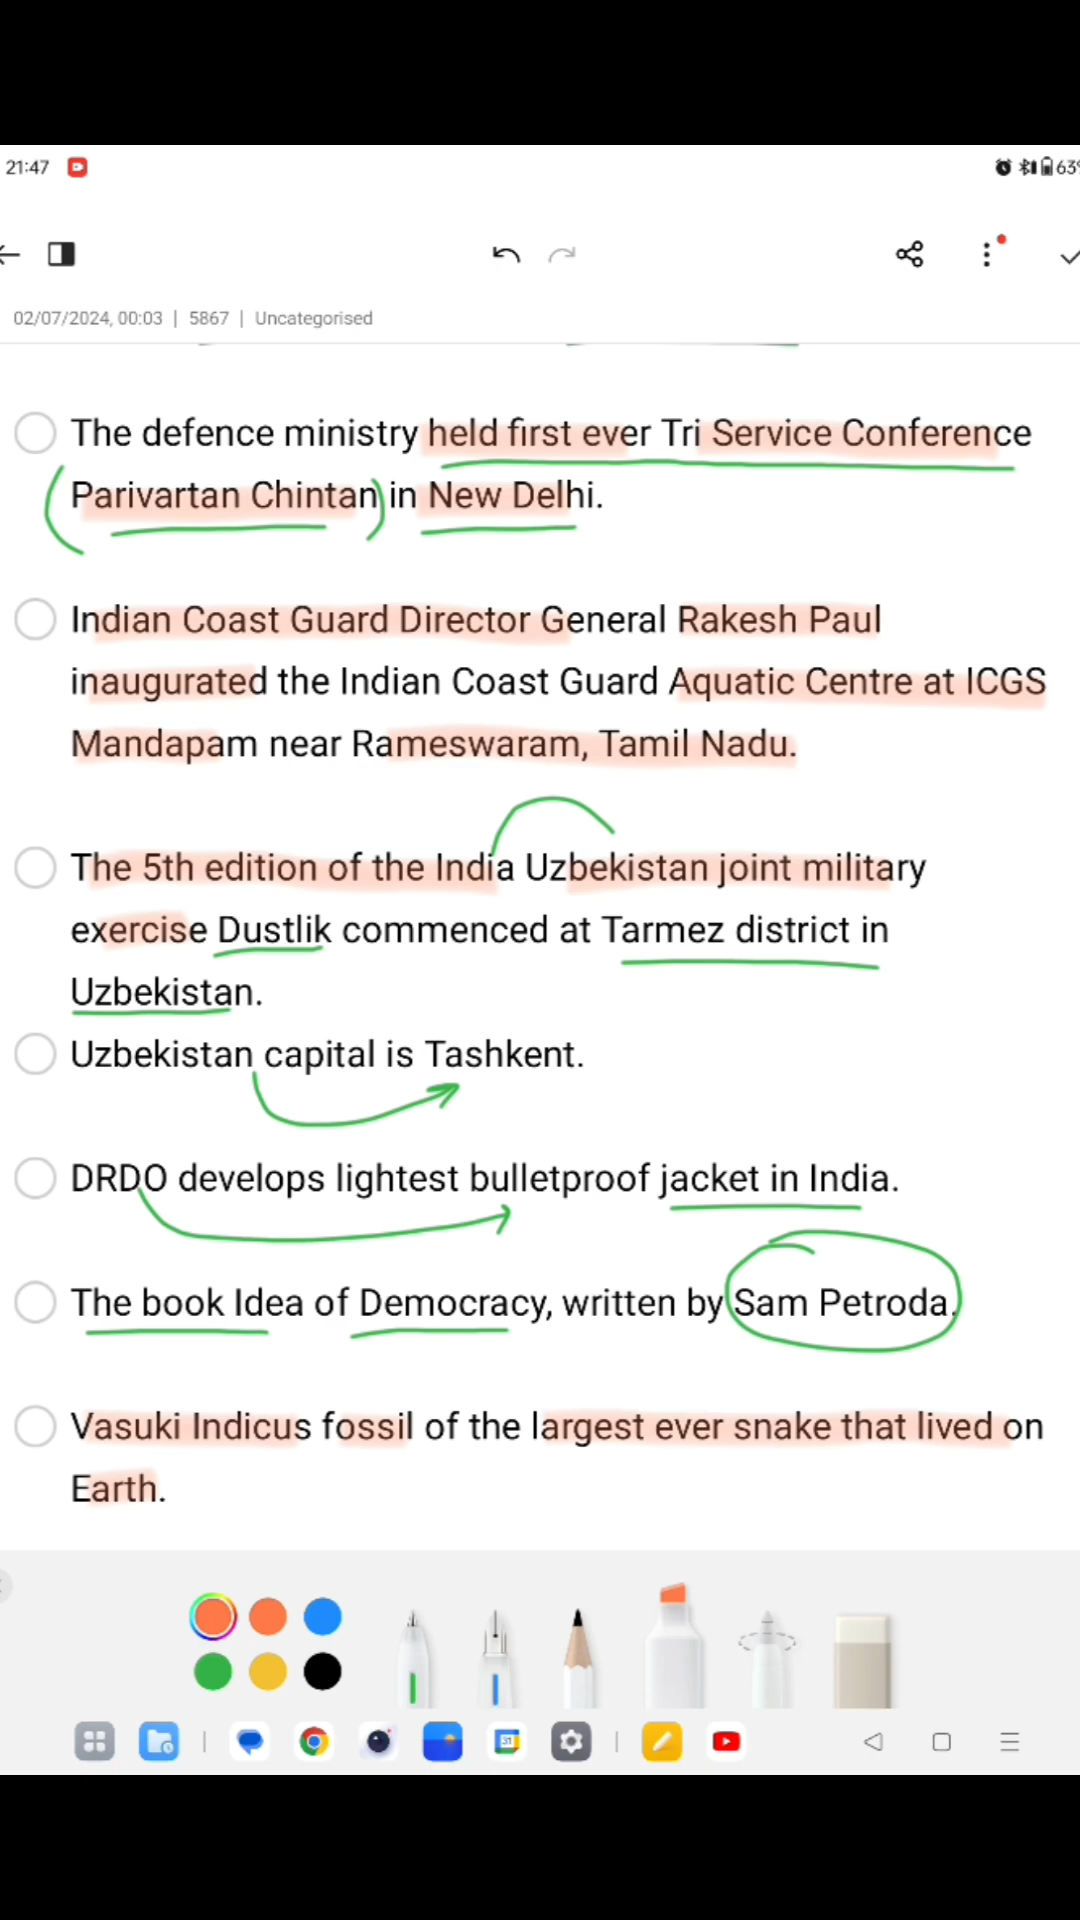 21:47
63%
02/07/2024, 00:03 | 5867 | Uncategorised
The defence ministry held first ever Tri Service Conference
Parivartan Chintan in New Delhi.
Indian Coast Guard Director General Rakesh Paul
inaugurated the Indian Coast Guard Aquatic Centre at ICGS
Mandapam near Rameswaram, Tamil Nadu.
The 5th edition of the India Uzbekistan joint military
exercise Dustlik commenced at Tarmez district in
Uzbekistan.
Uzbekistan capital is Tashkent.
DRDO develops lightest bulletproof jacket in India.
The book Idea of Democracy, written by Sam Petroda.
Vasuki Indicus fossil of the largest ever snake that lived on
Earth.
31